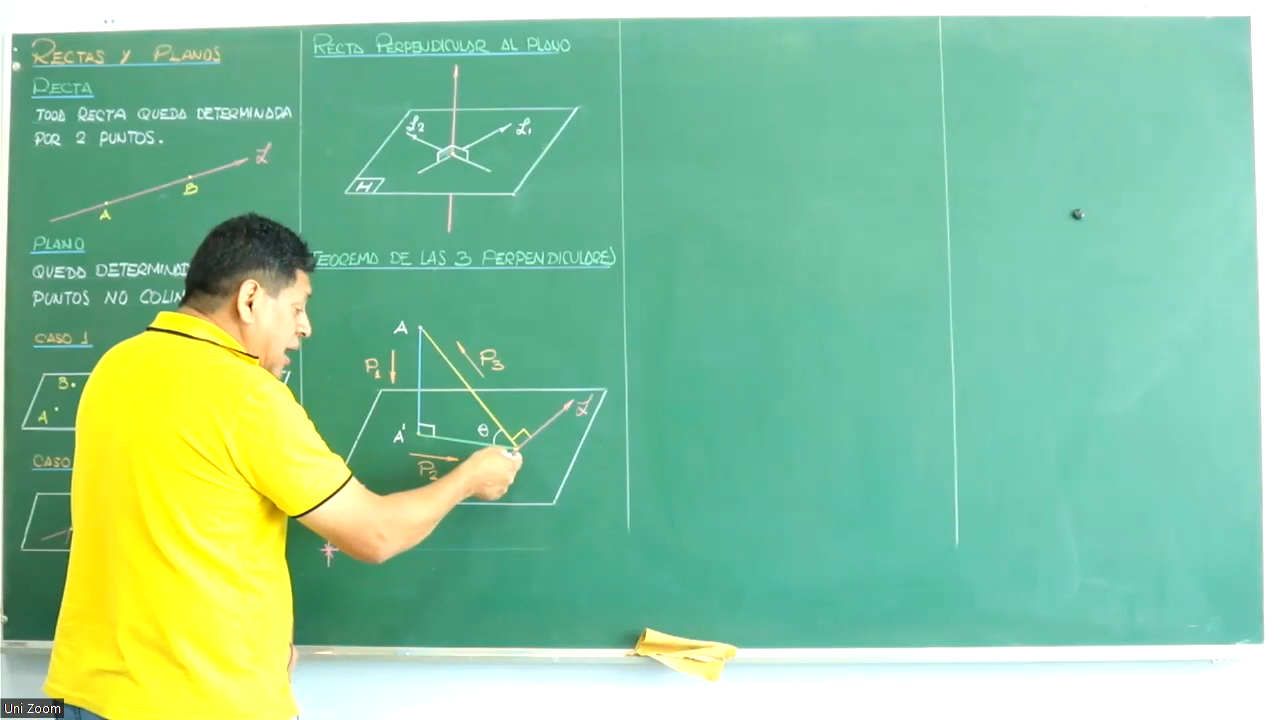 RECTAS Y PLANOS
RECTA
TODA RECTA QUEDA DETERMINADA
POR 2 PUNTOS.
L
B
A
PLANO
QUEDA DETERMINAD
PUNTOS NO COLIN
CASO 1
B
A
CASO
RECTA PERPENDICULAR AL PLANO
L2
L1
H
TEOREMA DE LAS 3 PERPENDICULARES
A
P1
P3
L
A'
θ
P2
Uni Zoom